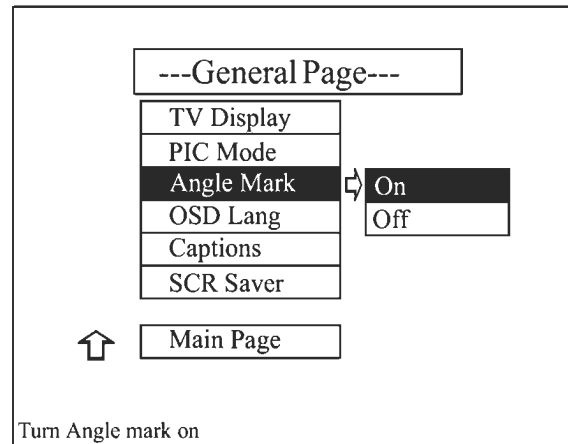 ---General Page---
TV Display
PIC Mode
Angle Mark
On
OSD Lang
Off
Captions
SCR Saver
Main Page
Turn Angle mark on